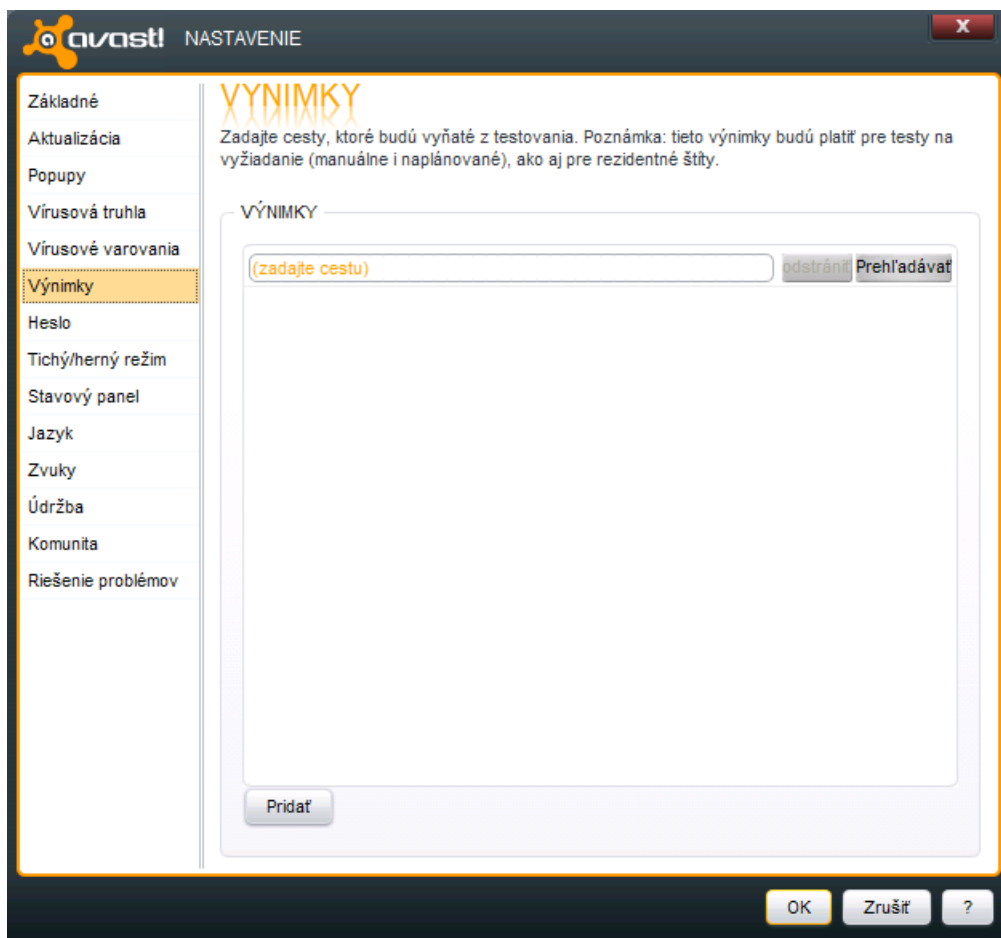 avast! NASTAVENIE
x
Základné
Aktualizácia
Popupy
Vírusová truhla
Vírusové varovania
Výnimky
Heslo
Tichý/herný režim
Stavový panel
Jazyk
Zvuky
Údržba
Komunita
Riešenie problémov
VÝNIMKY
Zadajte cesty, ktoré budú vyňaté z testovania. Poznámka: tieto výnimky budú platiť pre testy na
vyžiadanie (manuálne i naplánované), ako aj pre rezidentné štíty.
VÝNIMKY
(zadajte cestu) odstrániť Prehľadávať
Pridať
OK Zrušiť ?